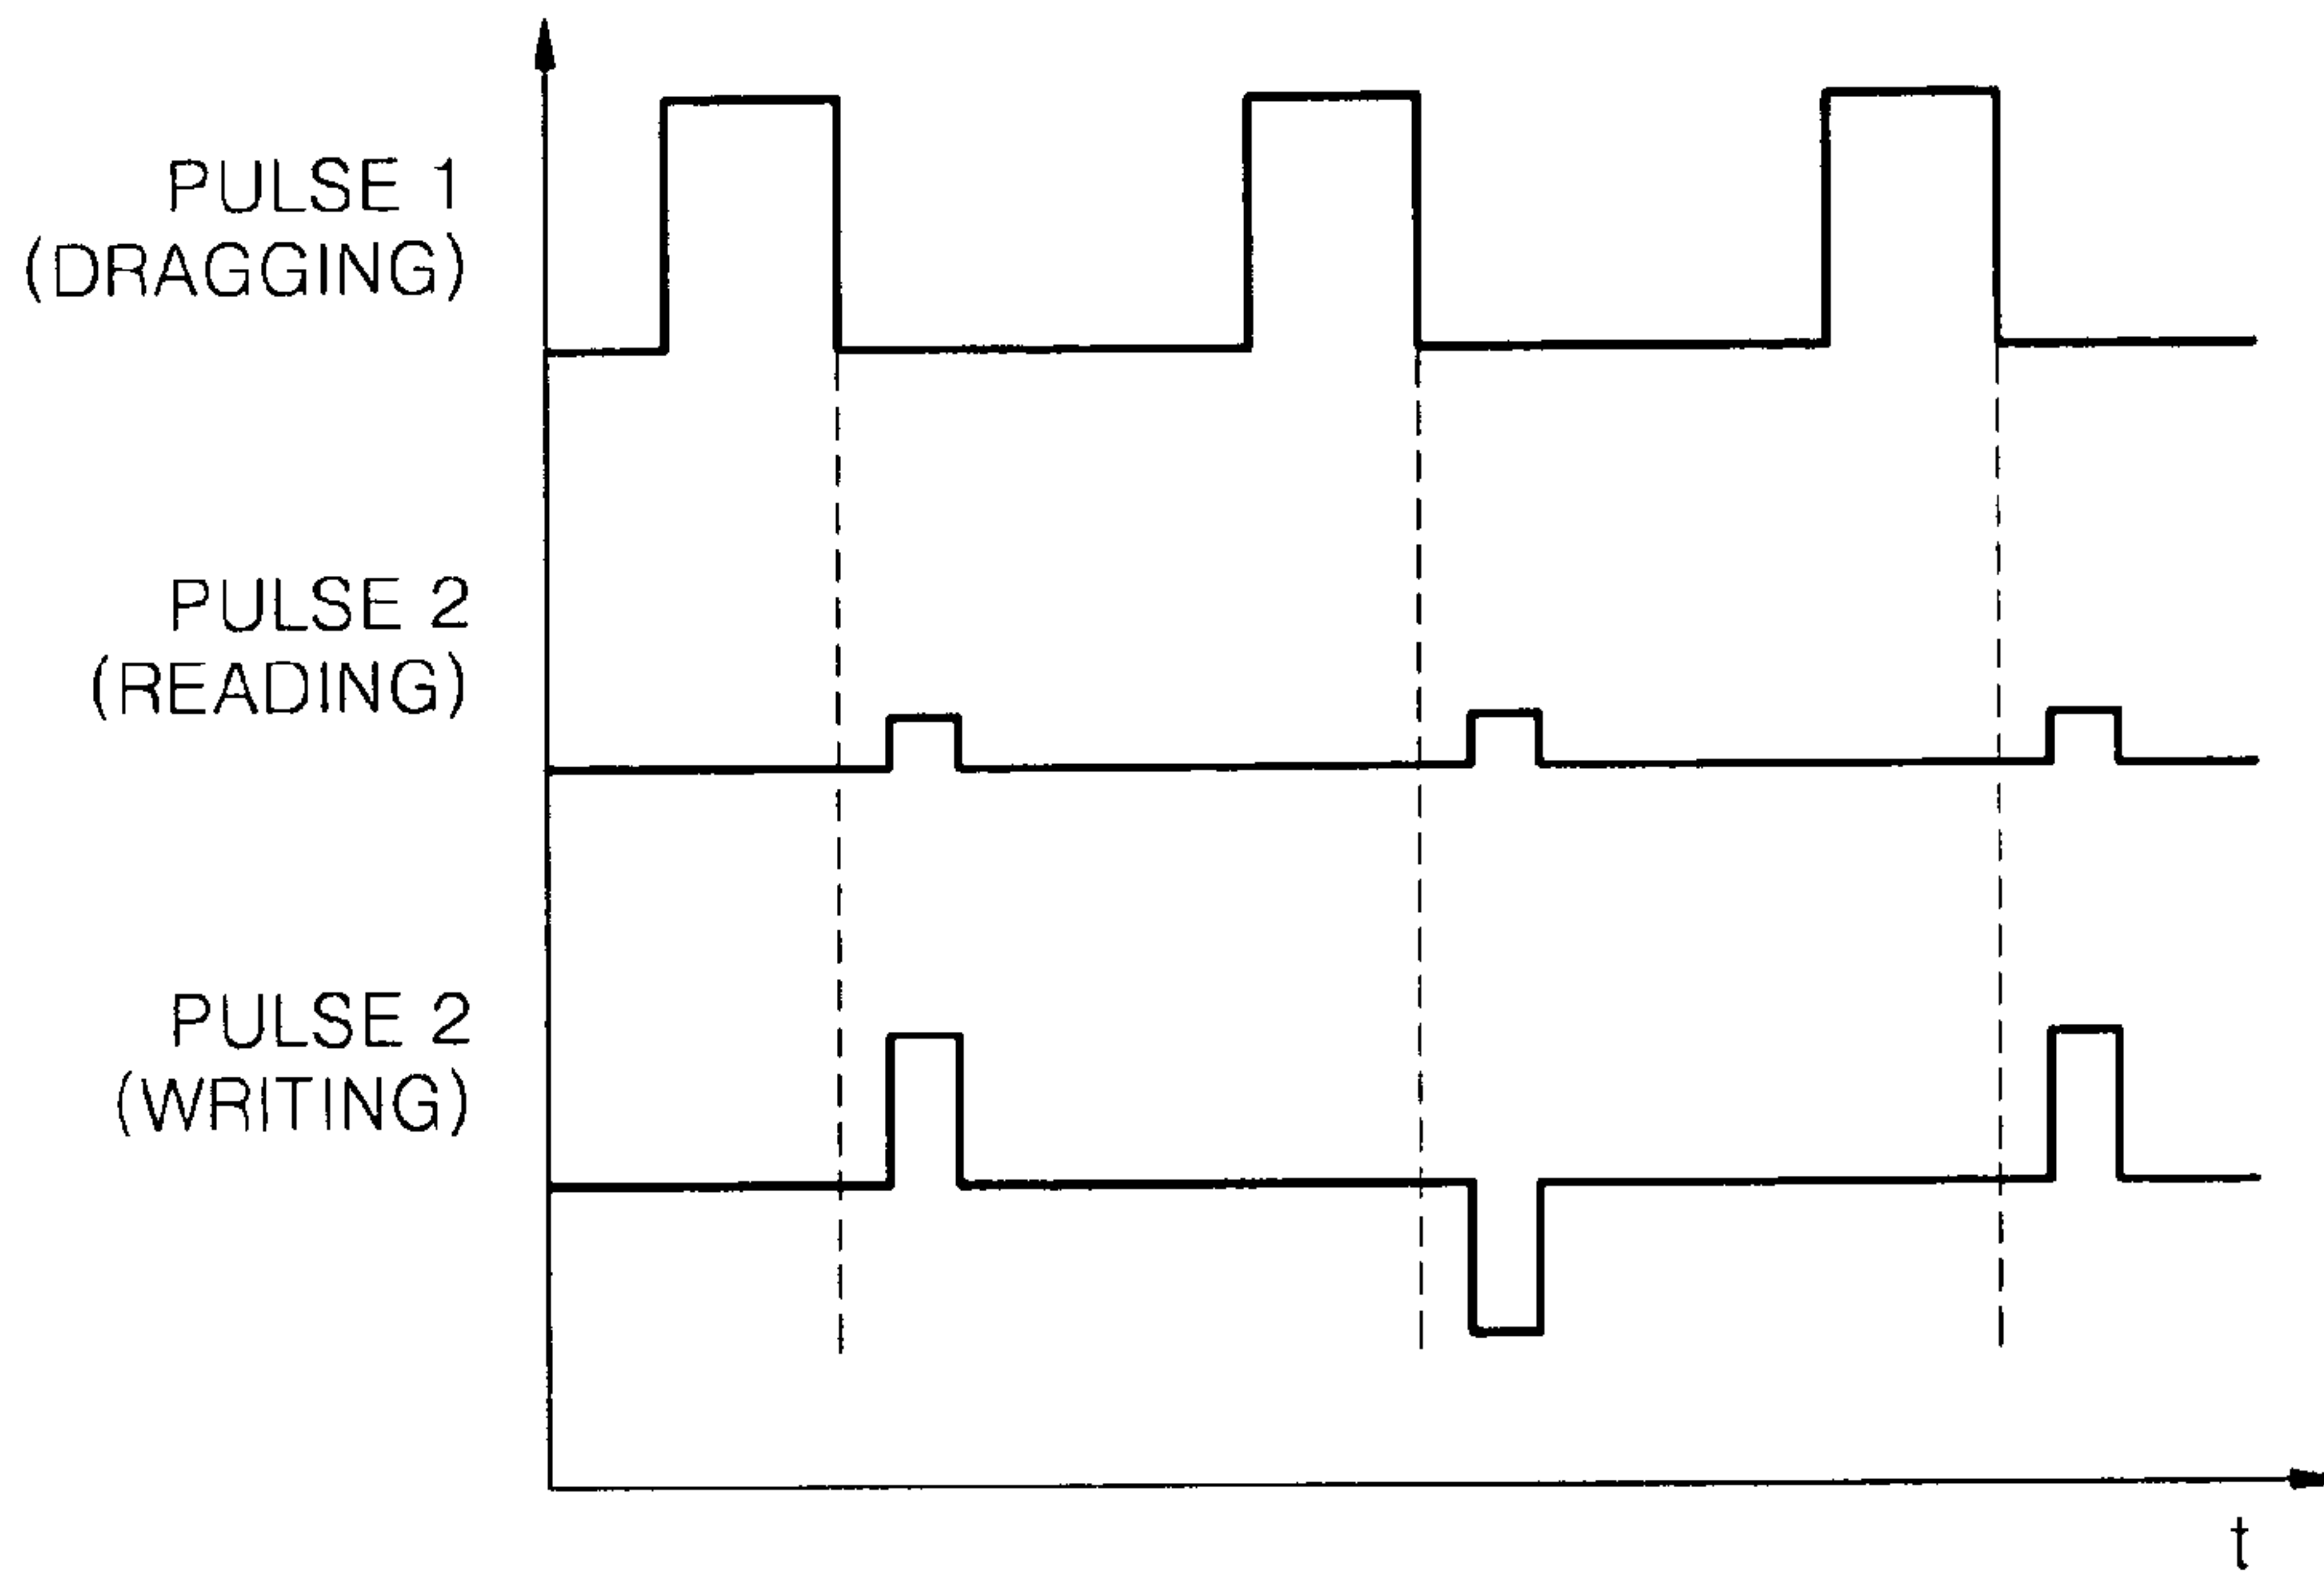 PULSE 1
(DRAGGING)
PULSE 2
(READING)
PULSE 2
(WRITING)
t